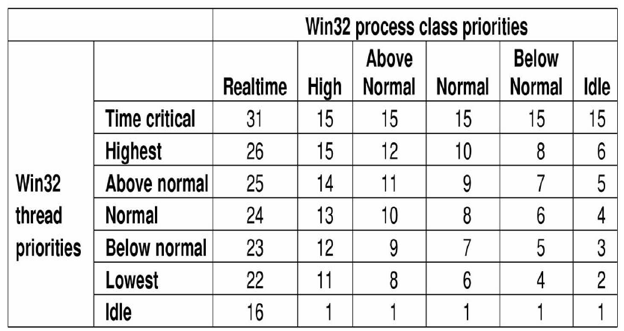 Win32 process class priorities
Realtime High Above Normal Normal Below Normal Idle
Win32 thread priorities
Time critical 31 15 15 15 15 15
Highest 26 15 12 10 8 6
Above normal 25 14 11 9 7 5
Normal 24 13 10 8 6 4
Below normal 23 12 9 7 5 3
Lowest 22 11 8 6 4 2
Idle 16 1 1 1 1 1